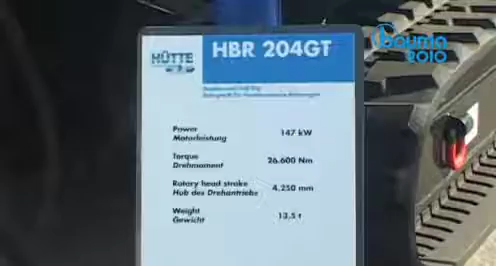 HBR 204GT
HÜTTE
bauma
2010
Power
Motorleistung
147 kW
Torque
Drehmoment
26.600 Nm
Rotary head stroke
Hub des Drehantriebs
4.250 mm
Weight
Gewicht
13,5 t